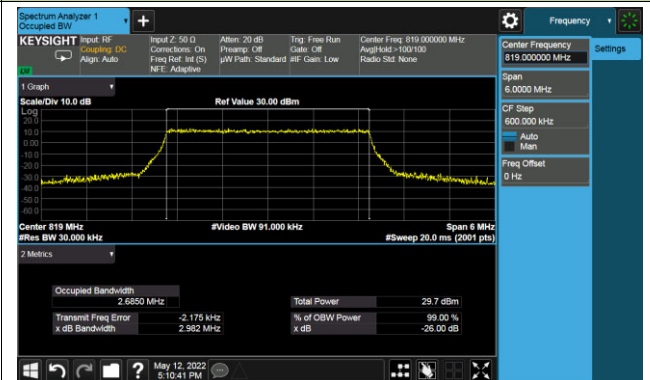 Spectrum Analyzer 1
Occupied BW
+
Frequency
KEYSIGHT
Input: RF
Coupling: DC
Align: Auto
Input Z: 50 Ω
Corrections: On
Freq Ref: Int (S)
NFE: Adaptive
Atten: 20 dB
Preamp: Off
µW Path: Standard
Trig: Free Run
Gate: Off
#IF Gain: Low
Center Freq: 819.000000 MHz
Avg|Hold:>100/100
Radio Std: None
Center Frequency
819.000000 MHz
Settings
Span
6.0000 MHz
CF Step
600.000 kHz
Auto
Man
Freq Offset
0 Hz
1 Graph
Scale/Div 10.0 dB
Ref Value 30.00 dBm
Log
20.0
10.0
0.00
-10.0
-20.0
-30.0
-40.0
-50.0
-60.0
Center 819 MHz
#Video BW 91.000 kHz
Span 6 MHz
#Res BW 30.000 kHz
#Sweep 20.0 ms (2001 pts)
2 Metrics
Occupied Bandwidth
2.6850 MHz
Total Power 29.7 dBm
Transmit Freq Error -2.175 kHz
% of OBW Power 99.00 %
x dB Bandwidth 2.982 MHz
x dB -26.00 dB
?
May 12, 2022
5:10:41 PM